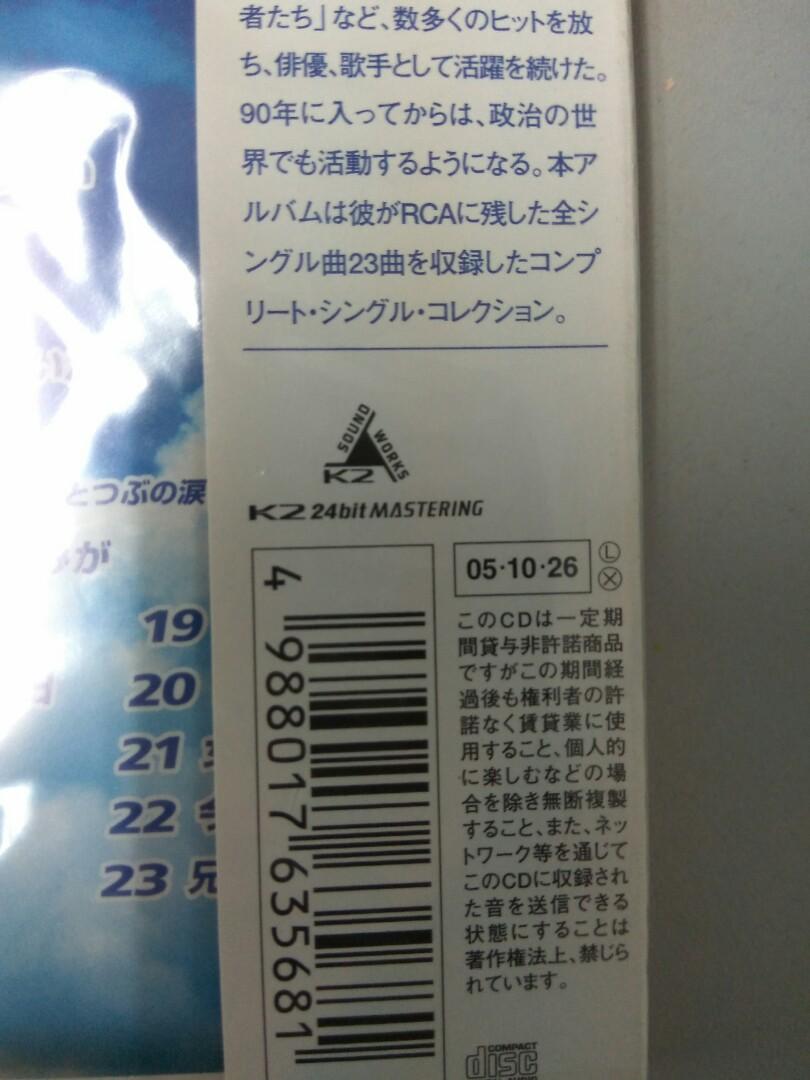 者たち」など、数多くのヒットを放
ち、俳優、歌手として活躍を続けた。
90年に入ってからは、政治の世
界でも活動するようになる。本ア
ルバムは彼がRCAに残した全シ
ングル曲23曲を収録したコンプ
リート・シングル・コレクション。
SOUND WORKS
K2
K2 24bit MASTERING
4 988017 635681
05・10・26
L
X
このCDは一定期
間貸与非許諾商品
ですがこの期間経
過後も権利者の許
諾なく賃貸業に使
用すること、個人的
に楽しむなどの場
合を除き無断複製
すること、また、ネッ
トワーク等を通じて
このCDに収録され
た音を送信できる
状態にすることは
著作権法上、禁じら
れています。
COMPACT
disc
とつぶの涙
が
19
20
21
22
23 兄